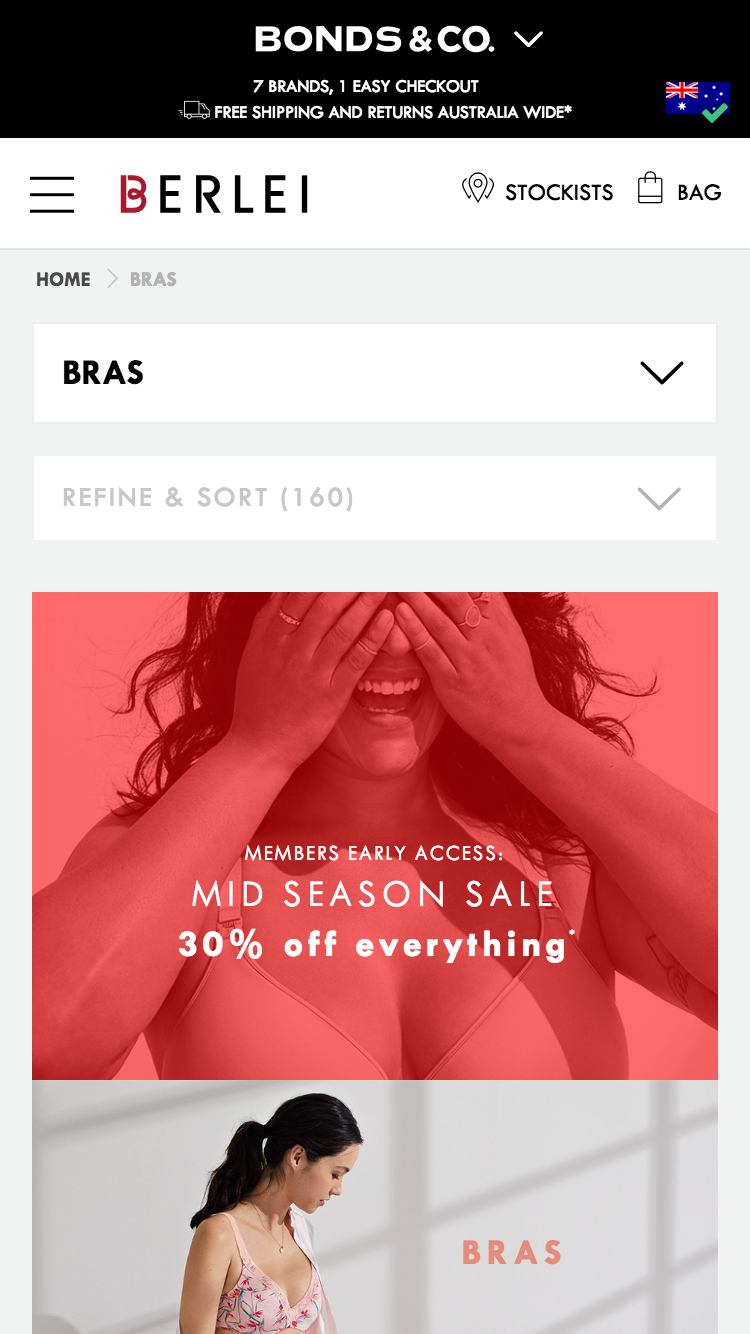 BONDS & CO.
7 BRANDS, 1 EASY CHECKOUT
FREE SHIPPING AND RETURNS AUSTRALIA WIDE*
BERLEI
STOCKISTS
BAG
HOME
BRAS
BRAS
REFINE & SORT (160)
MEMBERS EARLY ACCESS:
MID SEASON SALE
30% off everything*
BRAS